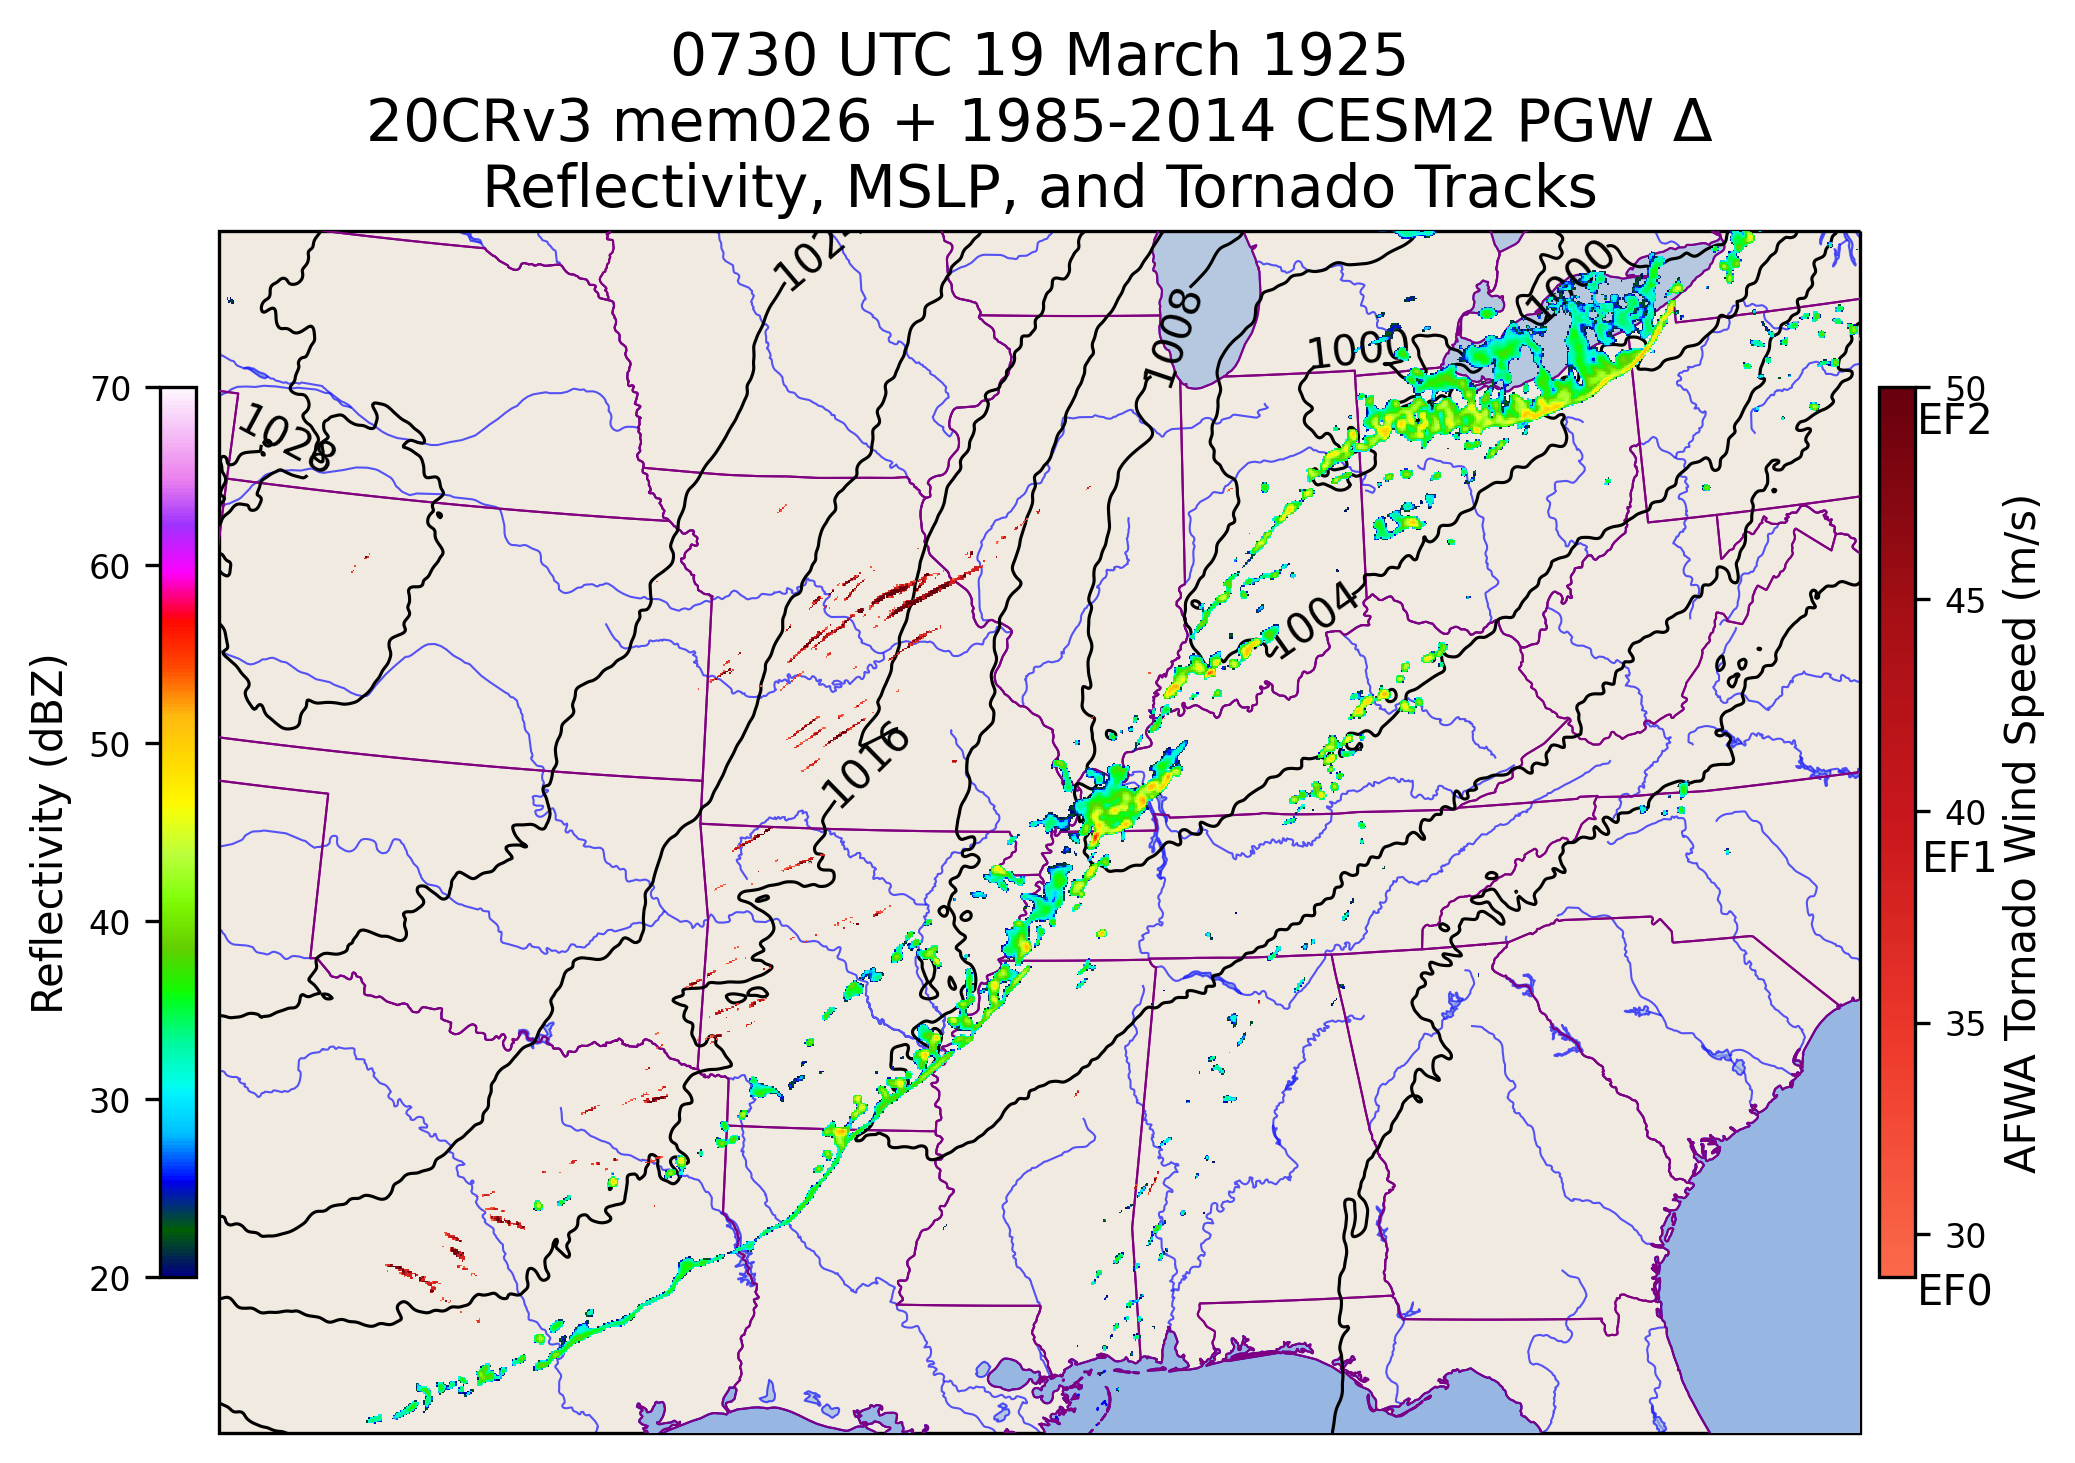 0730 UTC 19 March 1925
20CRv3 mem026 + 1985-2014 CESM2 PGW Δ
Reflectivity, MSLP, and Tornado Tracks
1000
1008
1000
1028
1004
1016
70
60
50
40
30
20
Reflectivity (dBZ)
50
EF2
45
40
EF1
35
30
EF0
AFWA Tornado Wind Speed (m/s)